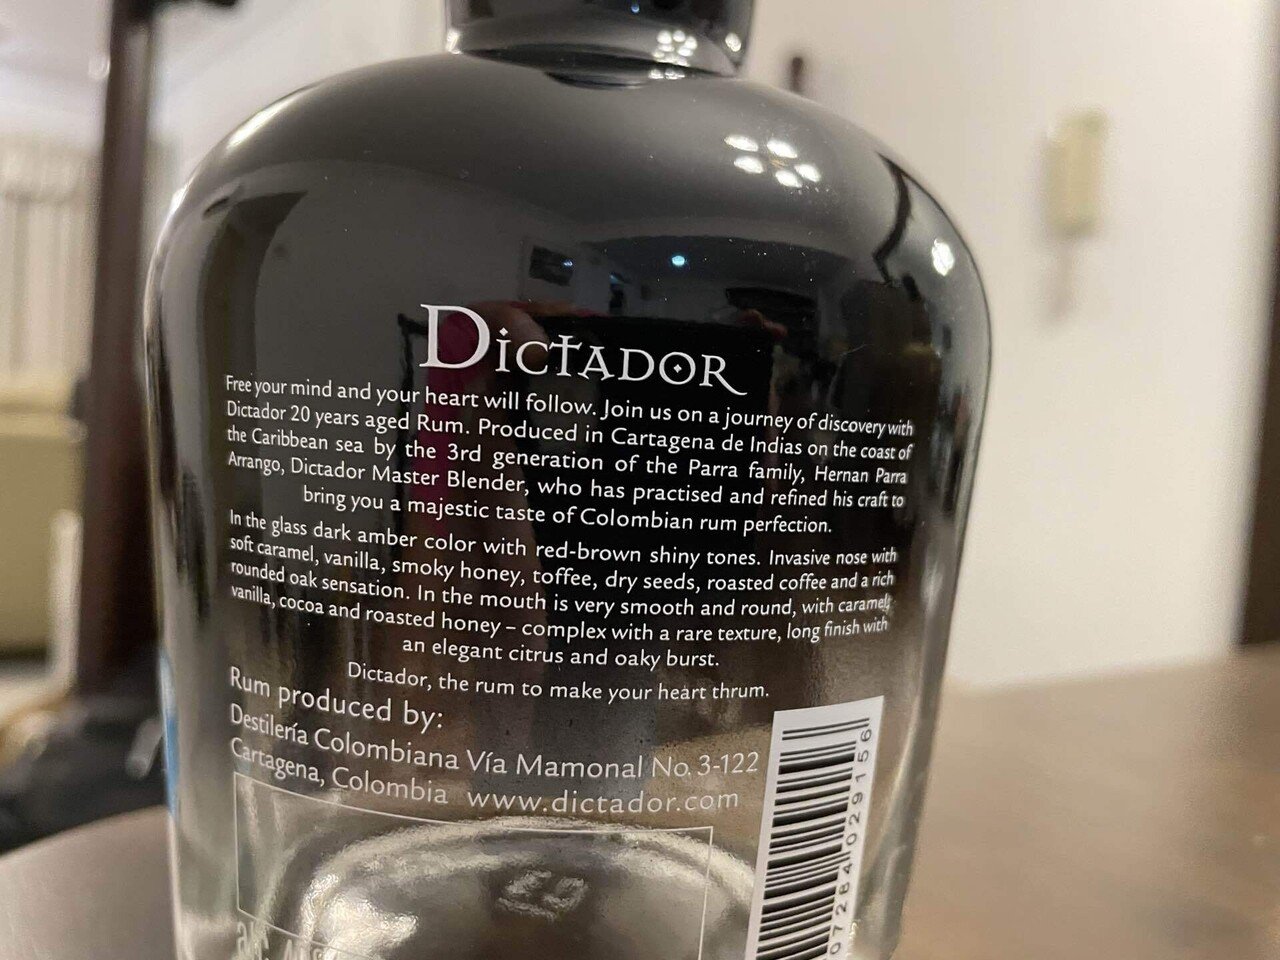 DICTADOR
Free your mind and your heart will follow. Join us on a journey of discovery with
Dictador 20 years aged Rum. Produced in Cartagena de Indias on the coast of
the Caribbean sea by the 3rd generation of the Parra family, Hernan Parra
Arrango, Dictador Master Blender, who has practised and refined his craft to
bring you a majestic taste of Colombian rum perfection.
In the glass dark amber color with red-brown shiny tones. Invasive nose with
soft caramel, vanilla, smoky honey, toffee, dry seeds, roasted coffee and a rich
rounded oak sensation. In the mouth is very smooth and round, with caramel,
vanilla, cocoa and roasted honey – complex with a rare texture, long finish with
an elegant citrus and oaky burst.
Dictador, the rum to make your heart thrum.
Rum produced by:
Destilería Colombiana Vía Mamonal No. 3-122
Cartagena, Colombia www.dictador.com
07284029156